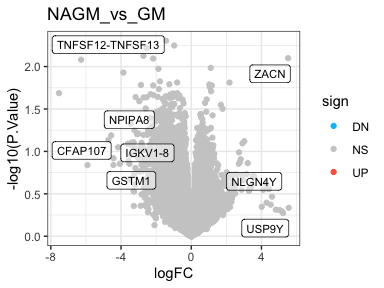 NAGM_vs_GM
TNFSF12-TNFSF13
ZACN
NPIPA8
CFAP107
IGKV1-8
GSTM1
NLGN4Y
USP9Y
-log10(P.Value)
2.0
1.5
1.0
0.5
0.0
-8
-4
0
4
logFC
sign
DN
NS
UP